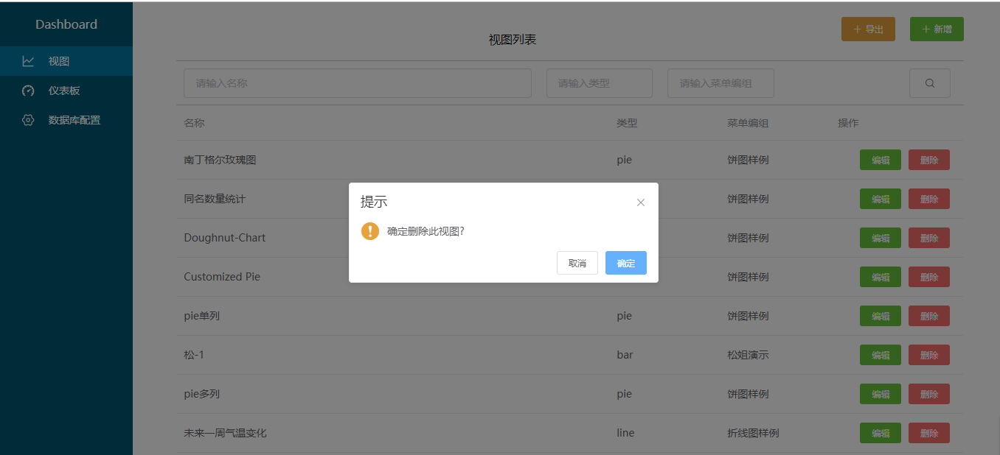 Dashboard
视图
仪表板
数据库配置
视图列表
导出
新增
请输入名称
请输入类型
请输入菜单编组
名称 类型 菜单编组 操作
南丁格尔玫瑰图 pie 饼图样例 编辑 删除
同名数量统计 饼图样例 编辑 删除
Doughnut-Chart 饼图样例 编辑 删除
Customized Pie 饼图样例 编辑 删除
pie单列 pie 饼图样例 编辑 删除
松-1 bar 松姐演示 编辑 删除
pie多列 pie 饼图样例 编辑 删除
未来一周气温变化 line 折线图样例 编辑 删除
提示
确定删除此视图?
取消 确定